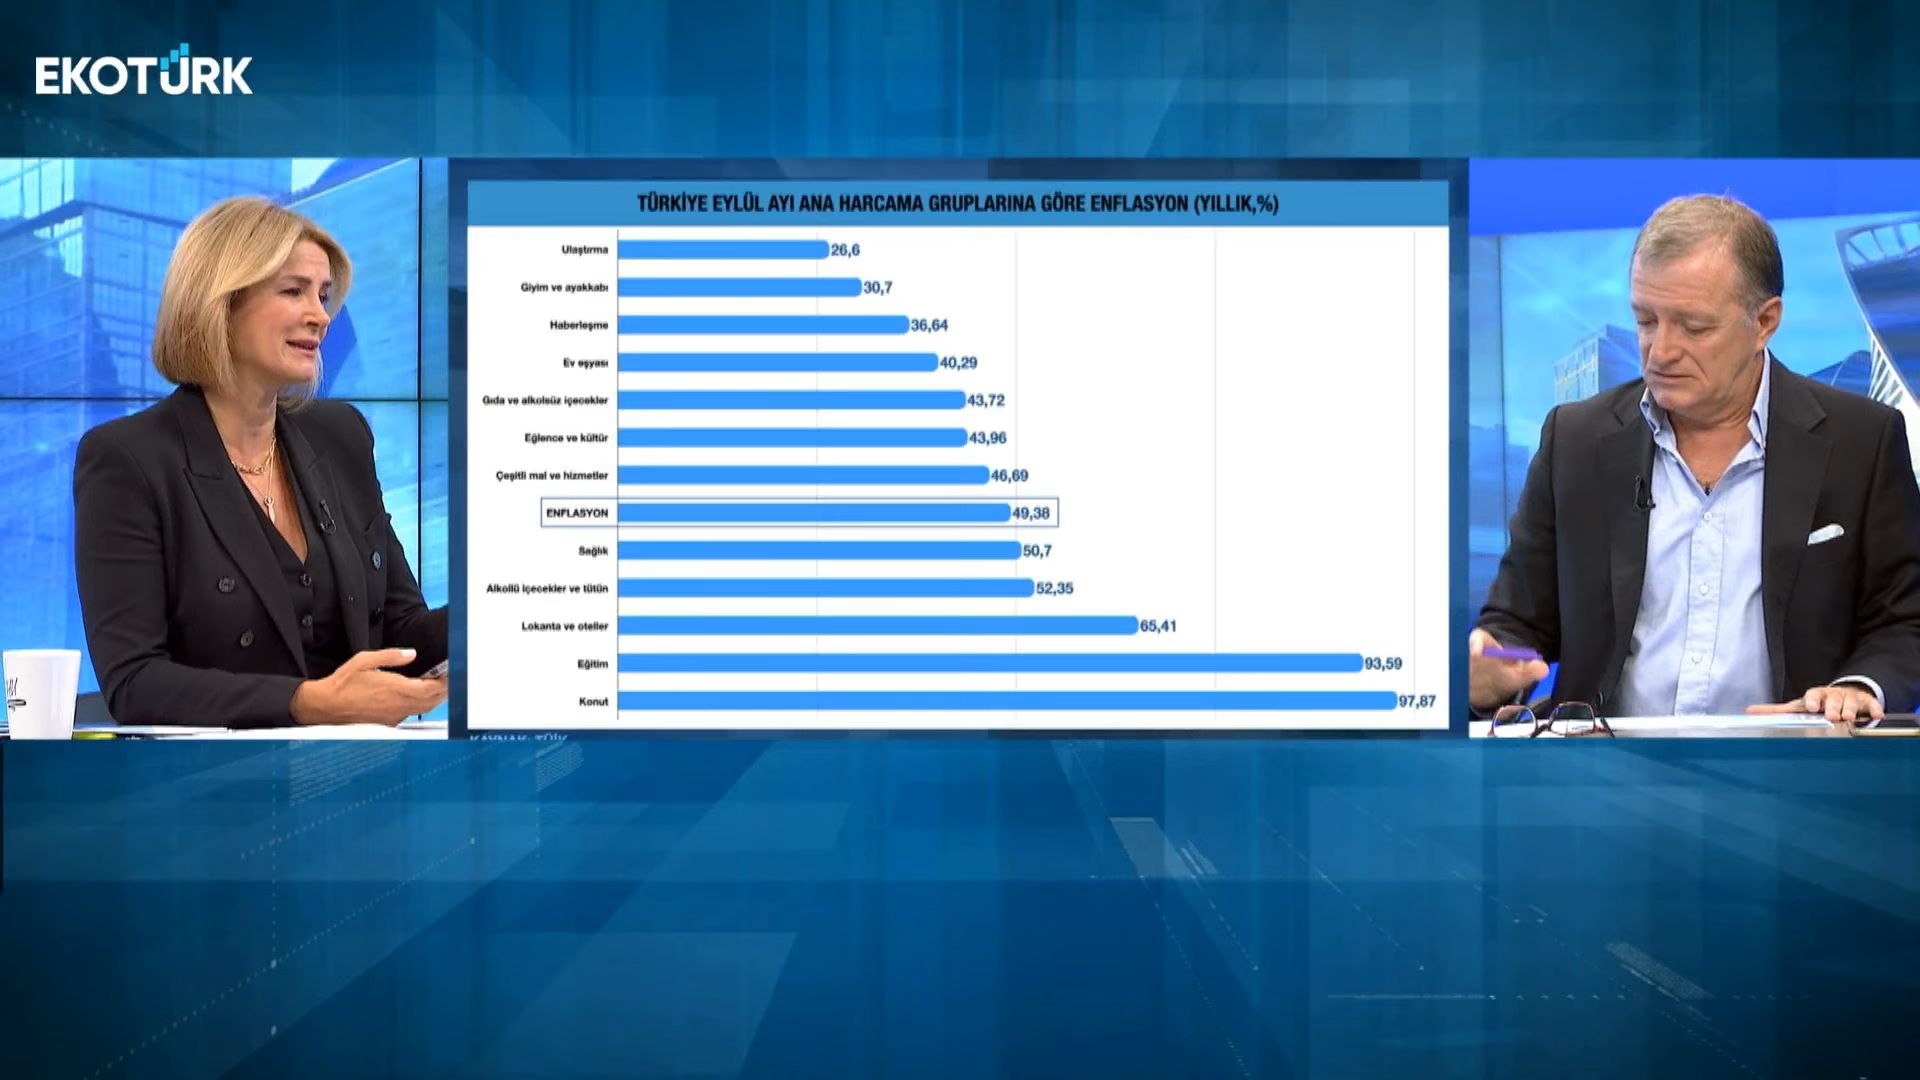 EKOTÜRK
TÜRKİYE EYLÜL AYI ANA HARCAMA GRUPLARINA GÖRE ENFLASYON (YILLIK,%)
Ulaştırma 26,6
Giyim ve ayakkabı 30,7
Haberleşme 36,64
Ev eşyası 40,29
Gıda ve alkolsüz içecekler 43,72
Eğlence ve kültür 43,96
Çeşitli mal ve hizmetler 46,69
ENFLASYON 49,38
Sağlık 50,7
Alkollü içecekler ve tütün 52,35
Lokanta ve oteller 65,41
Eğitim 93,59
Konut 97,87
KAYNAK: TÜİK